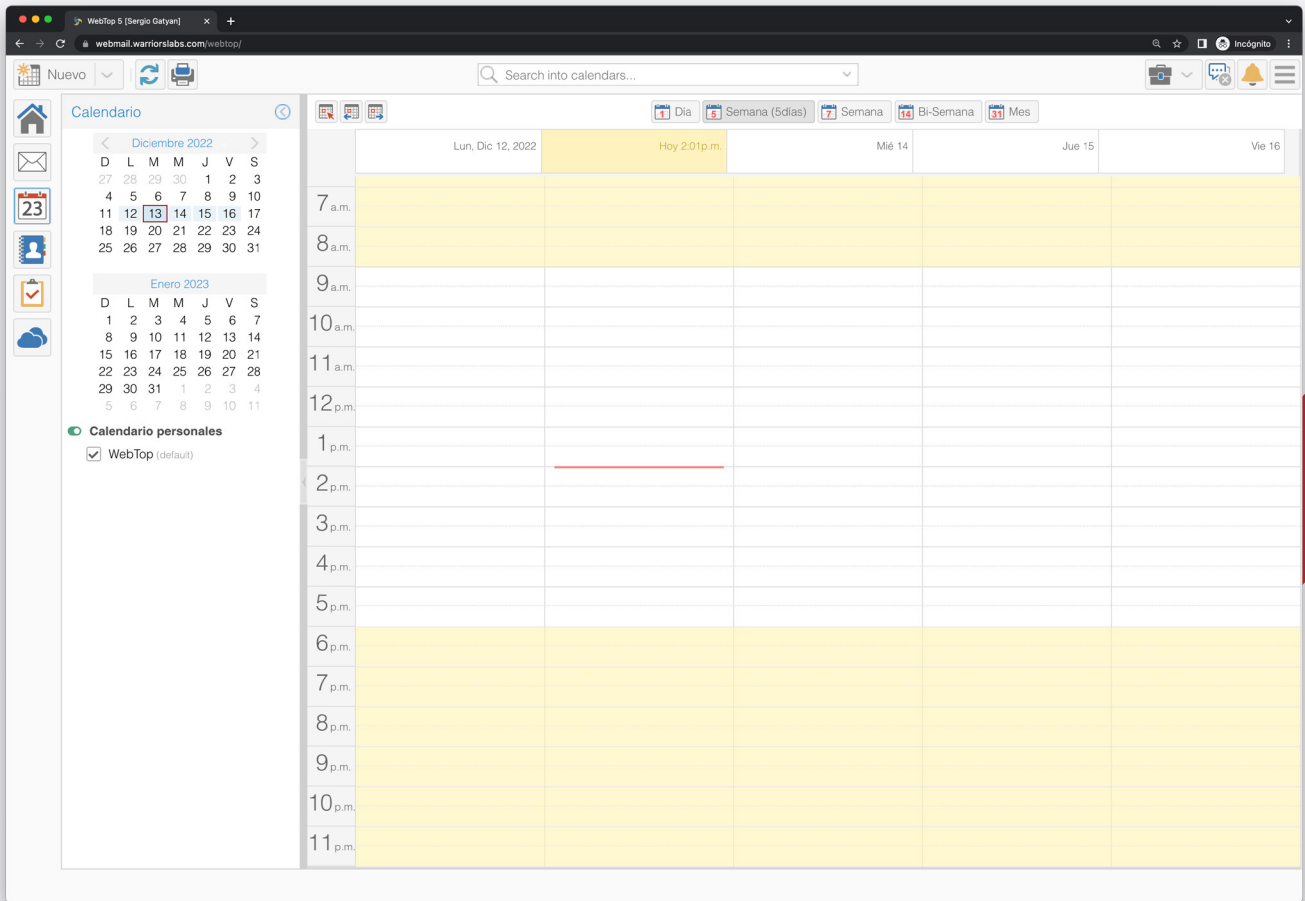 WebTop 5 [Sergio Gatyan]
webmail.warriorslabs.com/webtop/
Incógnito
Nuevo
Search into calendars...
Calendario
1 Día
5 Semana (5días)
7 Semana
14 Bi-Semana
31 Mes
Diciembre 2022
D L M M J V S
27 28 29 30 1 2 3
4 5 6 7 8 9 10
11 12 13 14 15 16 17
18 19 20 21 22 23 24
25 26 27 28 29 30 31
23
Enero 2023
D L M M J V S
1 2 3 4 5 6 7
8 9 10 11 12 13 14
15 16 17 18 19 20 21
22 23 24 25 26 27 28
29 30 31 1 2 3 4
5 6 7 8 9 10 11
Calendario personales
WebTop (default)
Lun, Dic 12, 2022
Hoy 2:01p.m.
Mié 14
Jue 15
Vie 16
7 a.m.
8 a.m.
9 a.m.
10 a.m.
11 a.m.
12 p.m.
1 p.m.
2 p.m.
3 p.m.
4 p.m.
5 p.m.
6 p.m.
7 p.m.
8 p.m.
9 p.m.
10 p.m.
11 p.m.